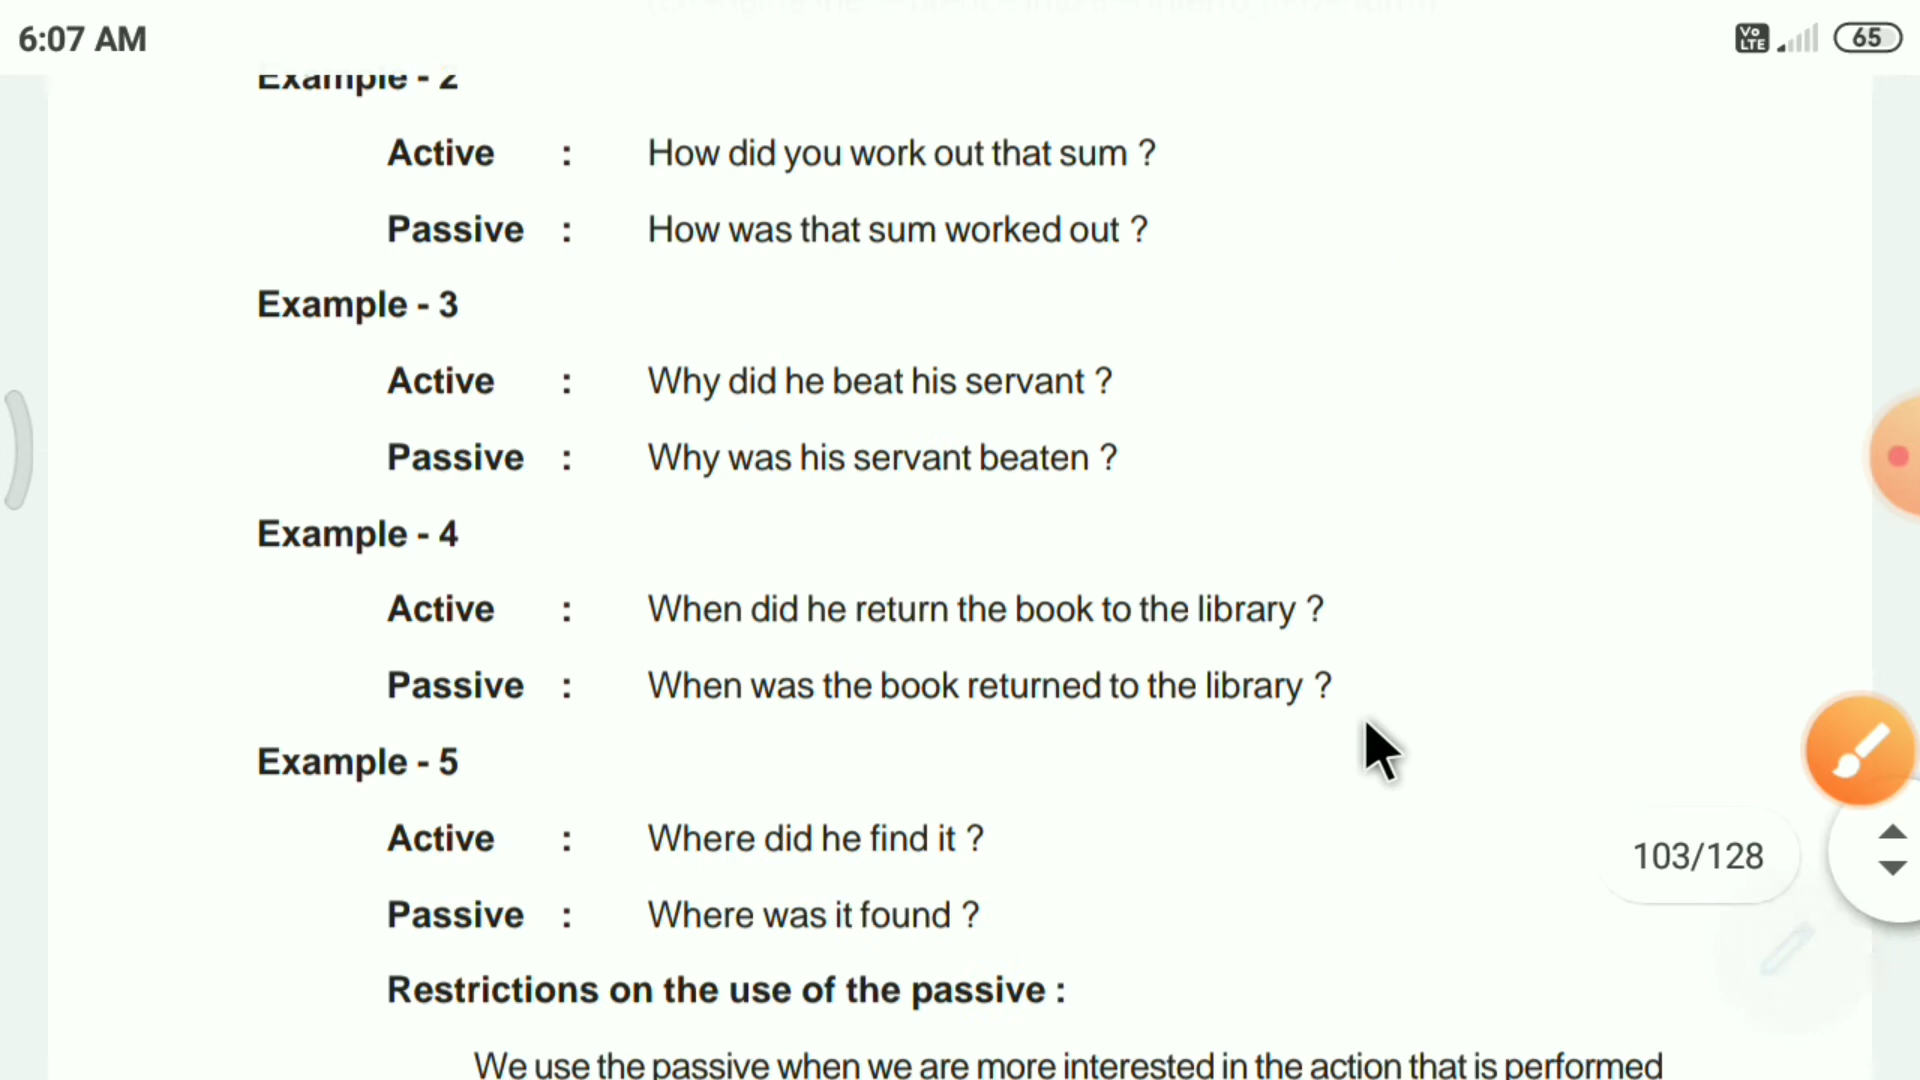 6:07 AM
Vo LTE
65
Example - 2
Active : How did you work out that sum ?
Passive : How was that sum worked out ?
Example - 3
Active : Why did he beat his servant ?
Passive : Why was his servant beaten ?
Example - 4
Active : When did he return the book to the library ?
Passive : When was the book returned to the library ?
Example - 5
Active : Where did he find it ?
103/128
Passive : Where was it found ?
Restrictions on the use of the passive :
We use the passive when we are more interested in the action that is performed